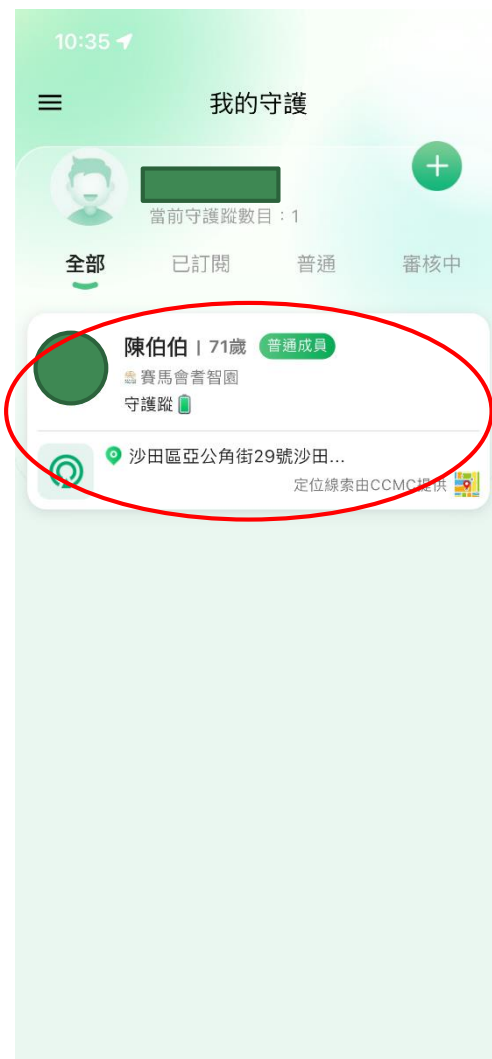 10:35
我的守護
當前守護蹤數目：1
全部 已訂閱 普通 審核中
陳伯伯 | 71歲 普通成員
賽馬會耆智園
守護蹤
沙田區亞公角街29號沙田...
定位線索由CCMC提供